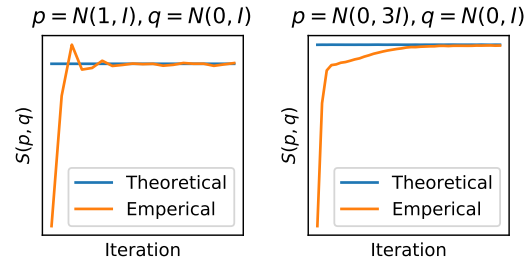 p = N(1, I), q = N(0, I)
S(p, q)
Theoretical
Emperical
Iteration
p = N(0, 3I), q = N(0, I)
S(p, q)
Theoretical
Emperical
Iteration